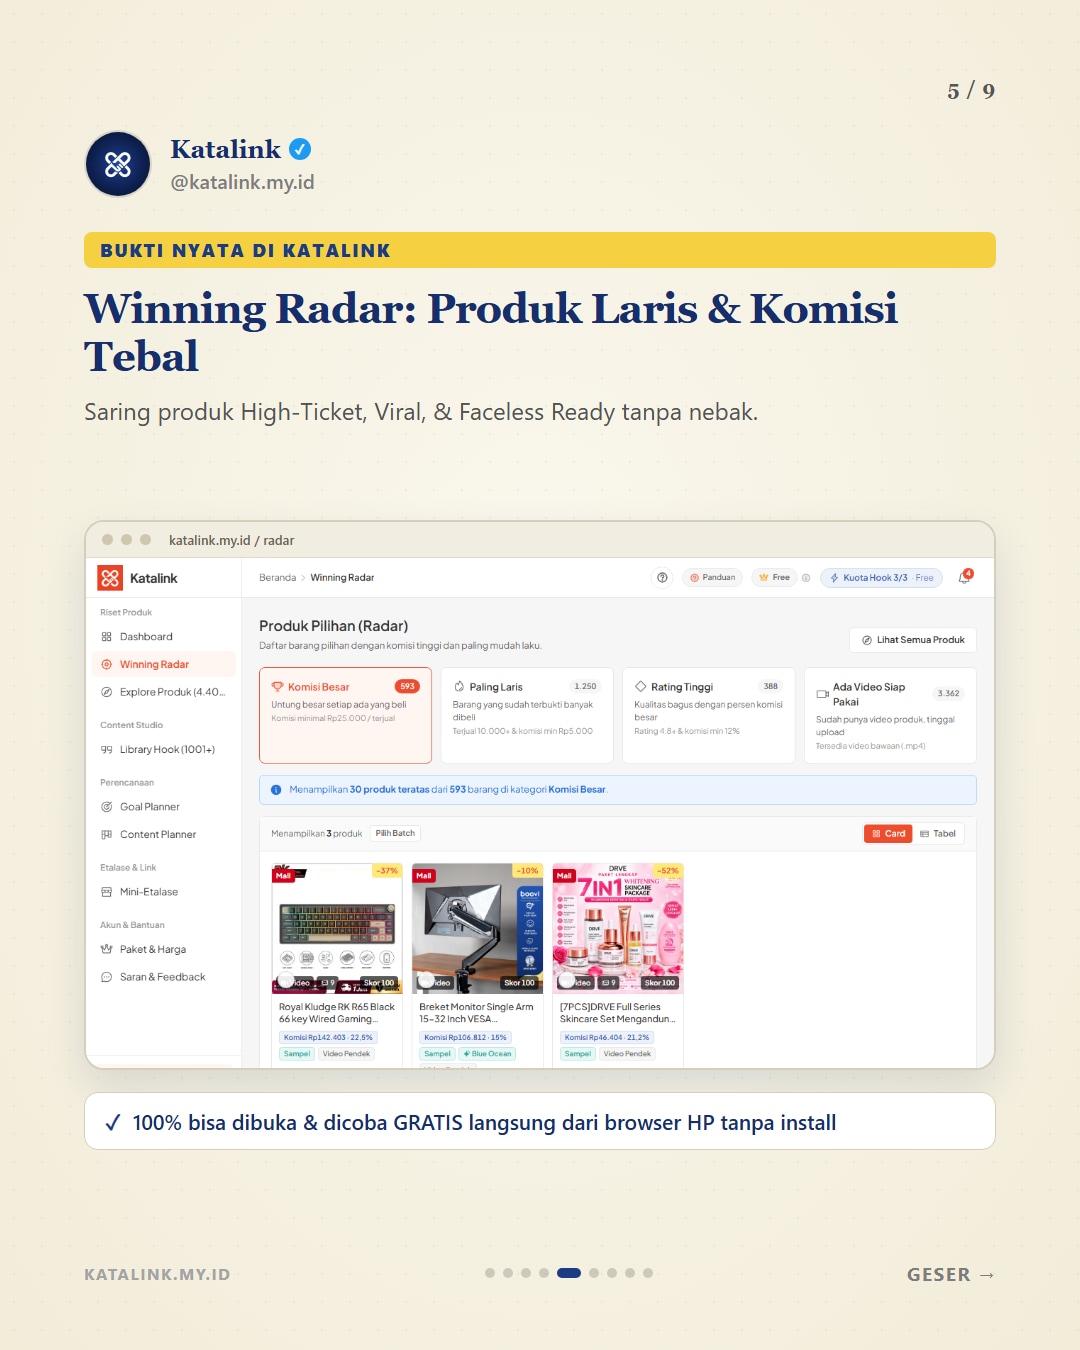 5 / 9
Katalink
@katalink.my.id
BUKTI NYATA DI KATALINK
Winning Radar: Produk Laris & Komisi
Tebal
Saring produk High-Ticket, Viral, & Faceless Ready tanpa nebak.
katalink.my.id / radar
Katalink
Beranda > Winning Radar
Panduan
Free
Kuota Hook 3/3 · Free
4
Riset Produk
Dashboard
Winning Radar
Explore Produk (4.40...
Content Studio
Library Hook (1001+)
Perencanaan
Goal Planner
Content Planner
Etalase & Link
Mini-Etalase
Akun & Bantuan
Paket & Harga
Saran & Feedback
Produk Pilihan (Radar)
Daftar barang pilihan dengan komisi tinggi dan paling mudah laku.
Lihat Semua Produk
Komisi Besar 593
Untung besar setiap ada yang beli
Komisi minimal Rp25.000 / terjual
Paling Laris 1.250
Barang yang sudah terbukti banyak
dibeli
Terjual 10.000+ & komisi min Rp5.000
Rating Tinggi 388
Kualitas bagus dengan persen komisi
besar
Rating 4.8+ & komisi min 12%
Ada Video Siap
Pakai
3.362
Sudah punya video produk, tinggal
upload
Tersedia video bawaan (.mp4)
Menampilkan 30 produk teratas dari 593 barang di kategori Komisi Besar.
Menampilkan 3 produk
Pilih Batch
Card
Tabel
Mall
-37%
9
Skor 100
Royal Kludge RK R65 Black
66 key Wired Gaming...
Komisi Rp142.403 · 22,5%
Sampel
Video Pendek
Mall
-10%
boovi
Skor 100
Breket Monitor Single Arm
15-32 Inch VESA...
Komisi Rp106.812 · 15%
Sampel
Blue Ocean
Mall
-52%
DRVE
PAKET LENGKAP
7IN1 WHITENING
SKINCARE
PACKAGE
9
Skor 100
[7PCS]DRVE Full Series
Skincare Set Mengandun...
Komisi Rp46.404 · 21,2%
Sampel
Video Pendek
✓ 100% bisa dibuka & dicoba GRATIS langsung dari browser HP tanpa install
KATALINK.MY.ID
GESER →